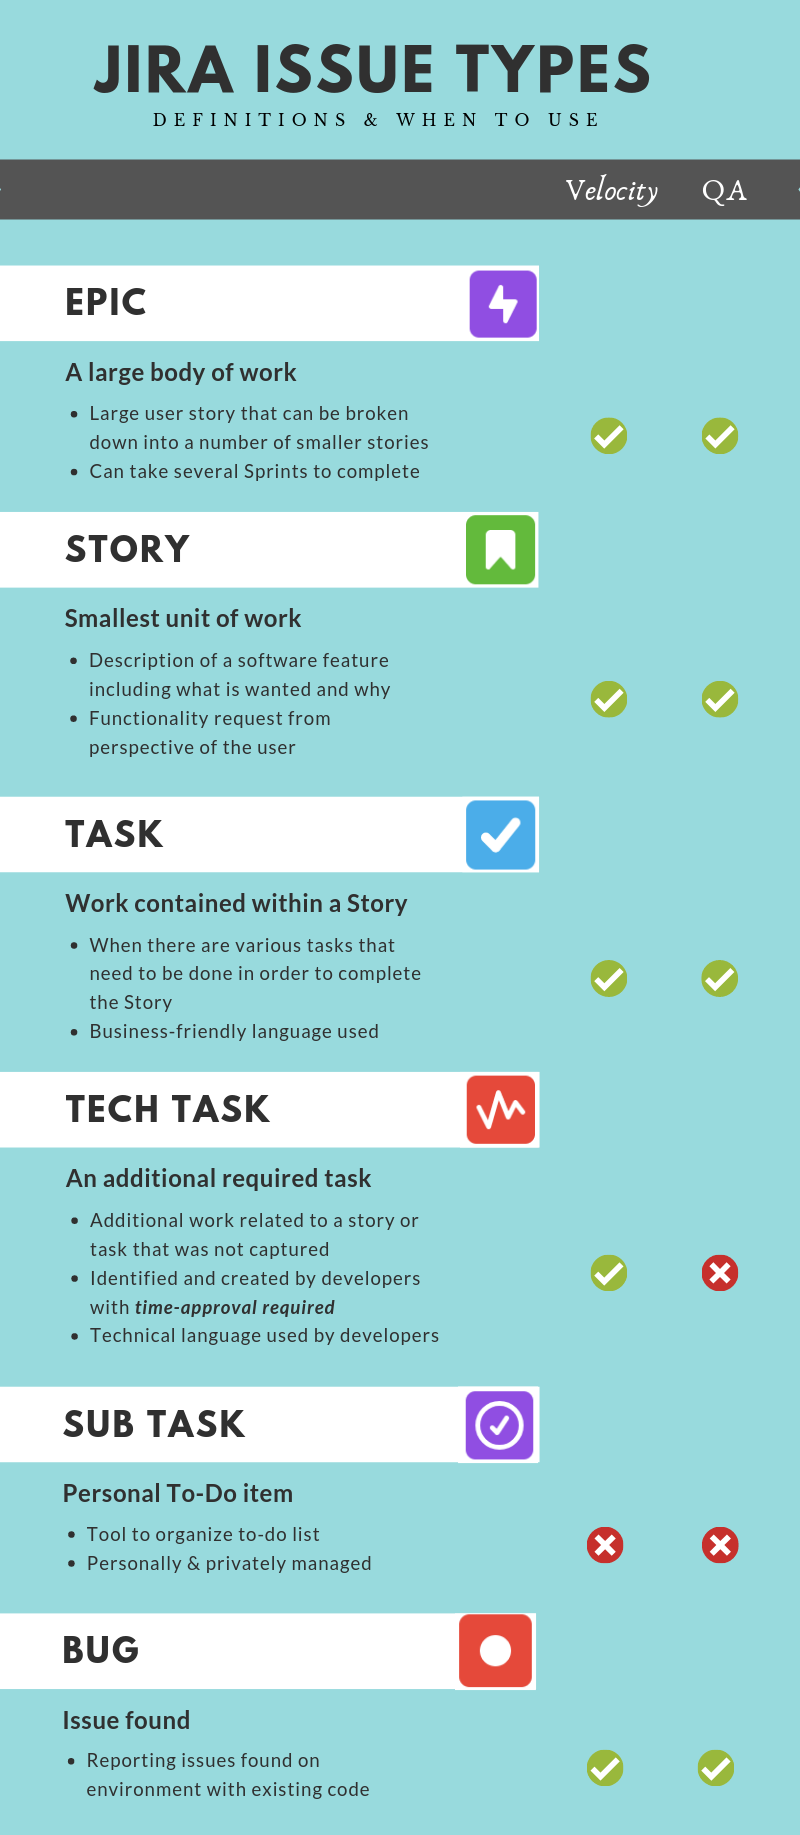 JIRA ISSUE TYPES
DEFINITIONS & WHEN TO USE
Velocity QA
EPIC
A large body of work
• Large user story that can be broken
down into a number of smaller stories
• Can take several Sprints to complete
STORY
Smallest unit of work
• Description of a software feature
including what is wanted and why
• Functionality request from
perspective of the user
TASK
Work contained within a Story
• When there are various tasks that
need to be done in order to complete
the Story
• Business-friendly language used
TECH TASK
An additional required task
• Additional work related to a story or
task that was not captured
• Identified and created by developers
with time-approval required
• Technical language used by developers
SUB TASK
Personal To-Do item
• Tool to organize to-do list
• Personally & privately managed
BUG
Issue found
• Reporting issues found on
environment with existing code